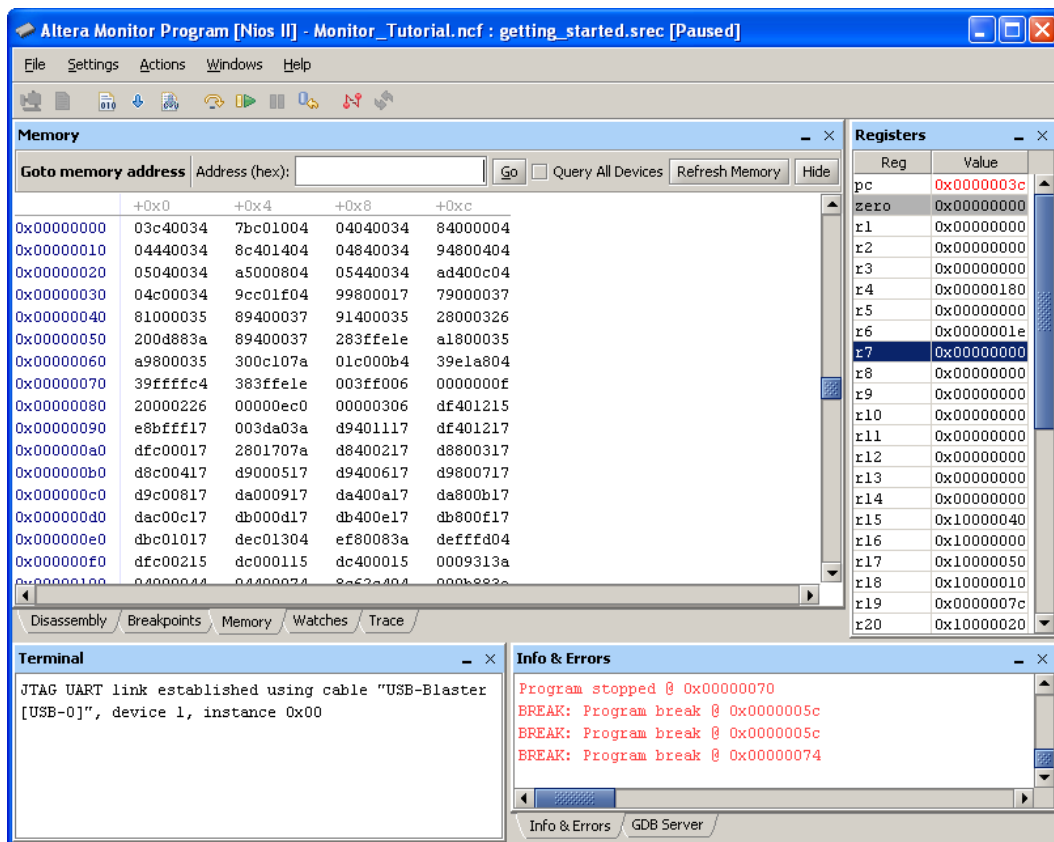 Altera Monitor Program [Nios II] - Monitor_Tutorial.ncf : getting_started.srec [Paused]
File Settings Actions Windows Help
Memory
Goto memory address Address (hex): Go Query All Devices Refresh Memory Hide
+0x0 +0x4 +0x8 +0xc
0x00000000 03c40034 7bc01004 04040034 84000004
0x00000010 04440034 8c401404 04840034 94800404
0x00000020 05040034 a5000804 05440034 ad400c04
0x00000030 04c00034 9cc01f04 99800017 79000037
0x00000040 81000035 89400037 91400035 28000326
0x00000050 200d883a 89400037 283ffe1e a1800035
0x00000060 a9800035 300c107a 01c000b4 39e1a804
0x00000070 39ffffc4 383ffe1e 003ff006 0000000f
0x00000080 20000226 00000ec0 00000306 df401215
0x00000090 e8bfff17 003da03a d9401117 df401217
0x000000a0 dfc00017 2801707a d8400217 d8800317
0x000000b0 d8c00417 d9000517 d9400617 d9800717
0x000000c0 d9c00817 da000917 da400a17 da800b17
0x000000d0 dac00c17 db000d17 db400e17 db800f17
0x000000e0 dbc01017 dec01304 ef80083a defffd04
0x000000f0 dfc00215 dc000115 dc400015 0009313a
0x00000100 04000044 04400074 8c63c404 000b883a
Disassembly Breakpoints Memory Watches Trace
Registers
Reg Value
pc 0x0000003c
zero 0x00000000
r1 0x00000000
r2 0x00000000
r3 0x00000000
r4 0x00000180
r5 0x00000000
r6 0x0000001e
r7 0x00000000
r8 0x00000000
r9 0x00000000
r10 0x00000000
r11 0x00000000
r12 0x00000000
r13 0x00000000
r14 0x00000000
r15 0x10000040
r16 0x10000000
r17 0x10000050
r18 0x10000010
r19 0x0000007c
r20 0x10000020
Terminal
JTAG UART link established using cable "USB-Blaster
[USB-0]", device 1, instance 0x00
Info & Errors
Program stopped @ 0x00000070
BREAK: Program break @ 0x0000005c
BREAK: Program break @ 0x0000005c
BREAK: Program break @ 0x00000074
Info & Errors GDB Server